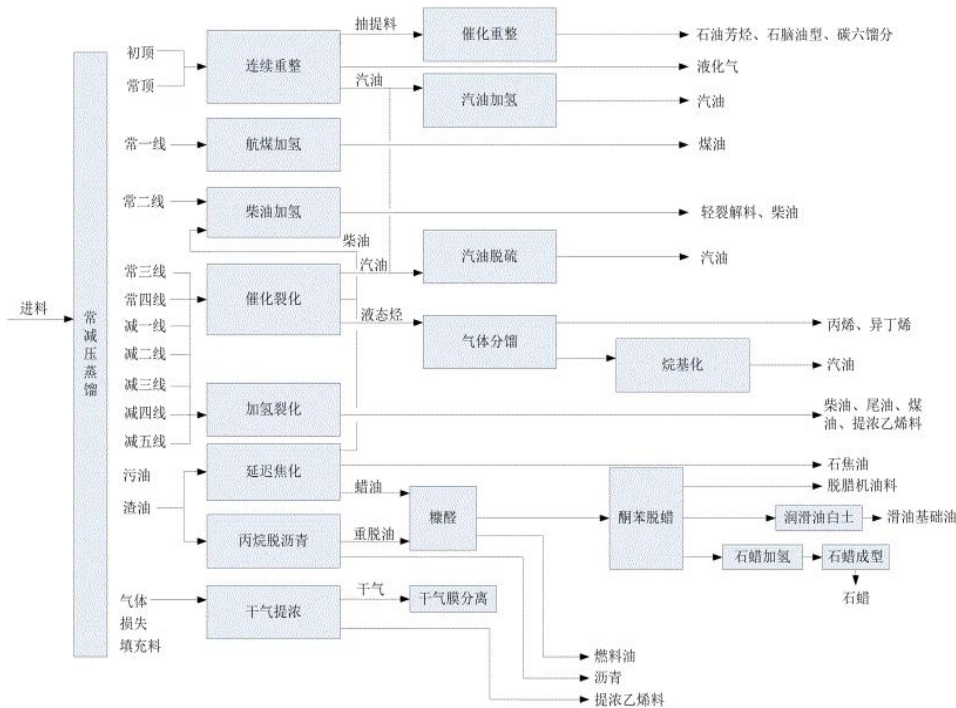 抽提料
催化重整
石油芳烃、石脑油型、碳六馏分
初顶
连续重整
液化气
常顶
汽油
汽油加氢
汽油
常一线
航煤加氢
煤油
常二线
柴油加氢
轻裂解料、柴油
柴油
汽油
汽油脱硫
汽油
常三线
催化裂化
常四线
进料
常减压蒸馏
减一线
液态烃
气体分馏
丙烯、异丁烯
减二线
烷基化
汽油
减三线
减四线
加氢裂化
柴油、尾油、煤
油、提浓乙烯料
减五线
污油
延迟焦化
石焦油
蜡油
脱腊机油料
渣油
糠醛
酮苯脱蜡
润滑油白土
滑油基础油
丙烷脱沥青
重脱油
石蜡加氢
石蜡成型
石蜡
气体
干气提浓
干气
干气膜分离
损失
填充料
燃料油
沥青
提浓乙烯料